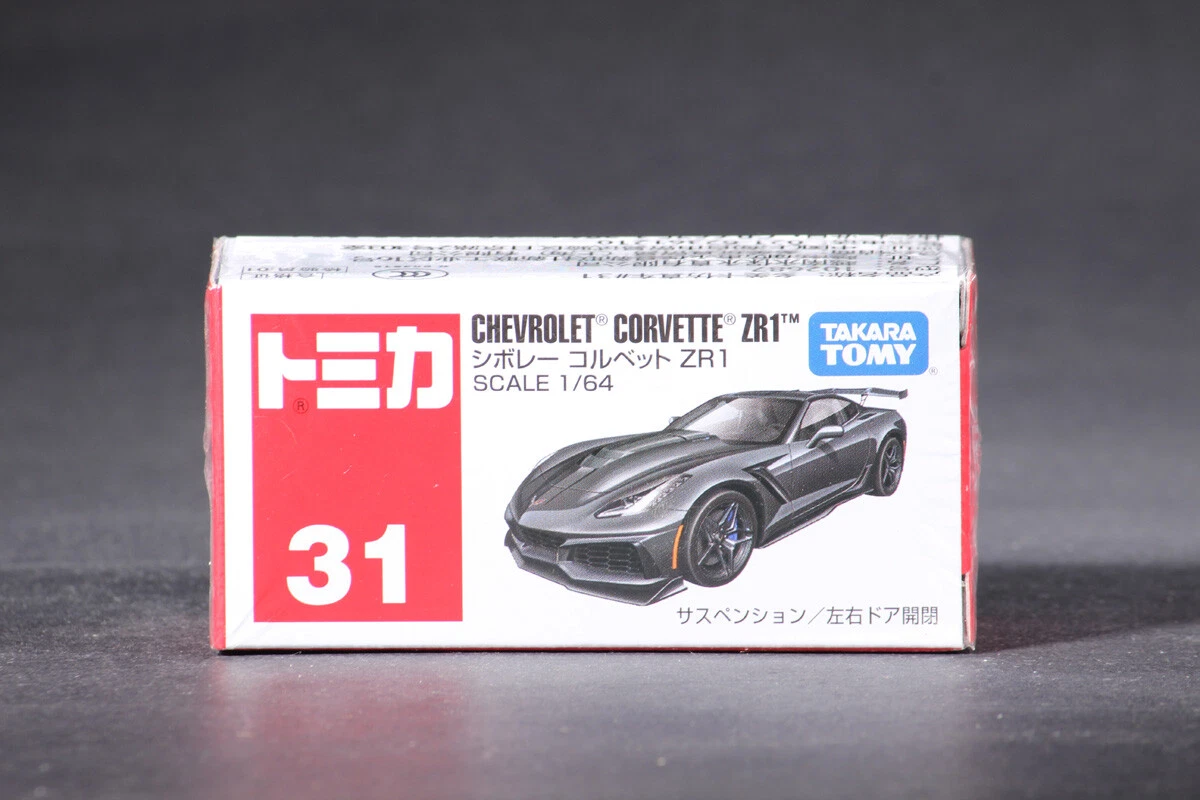 トミカ®
31
CHEVROLET® CORVETTE® ZR1™
シボレー コルベット ZR1
SCALE 1/64
TAKARA
TOMY®
サスペンション/左右ドア開閉